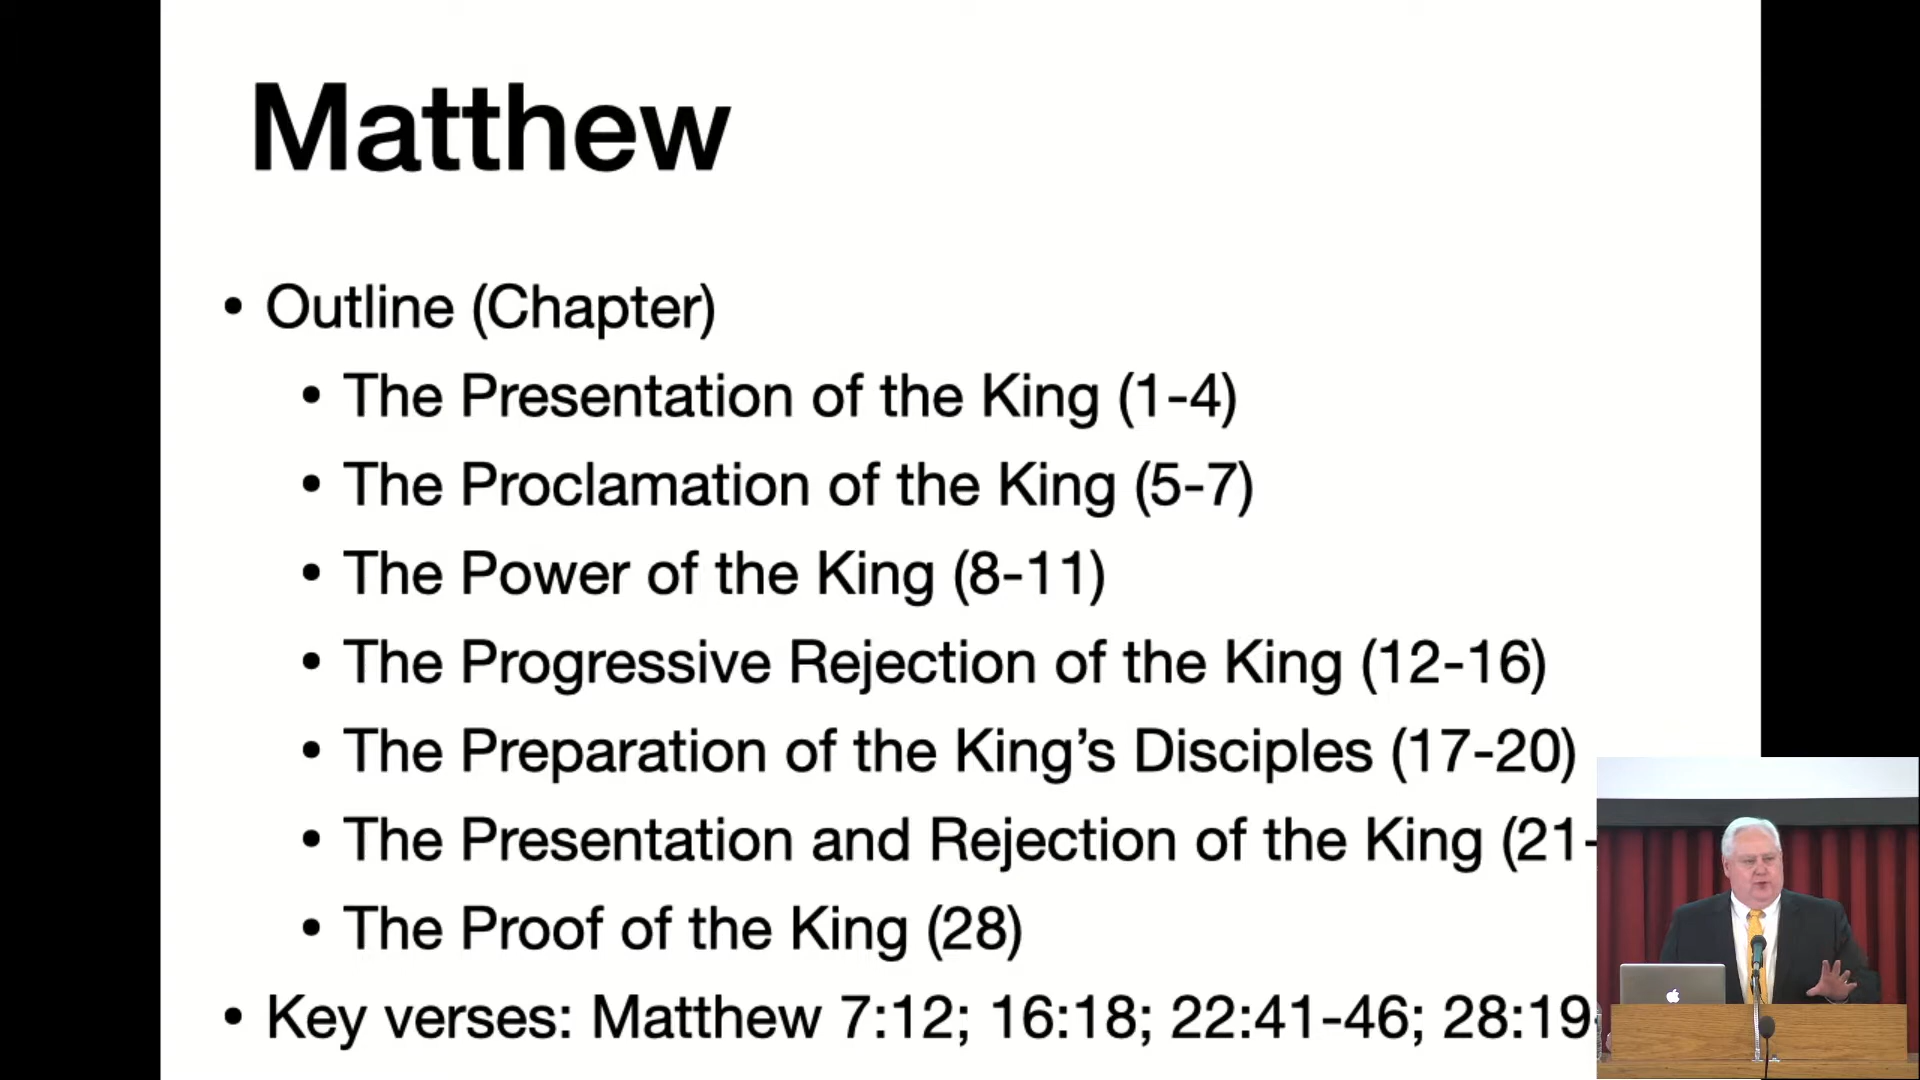 Matthew
• Outline (Chapter)
• The Presentation of the King (1-4)
• The Proclamation of the King (5-7)
• The Power of the King (8-11)
• The Progressive Rejection of the King (12-16)
• The Preparation of the King’s Disciples (17-20)
• The Presentation and Rejection of the King (21-
• The Proof of the King (28)
• Key verses: Matthew 7:12; 16:18; 22:41-46; 28:19-